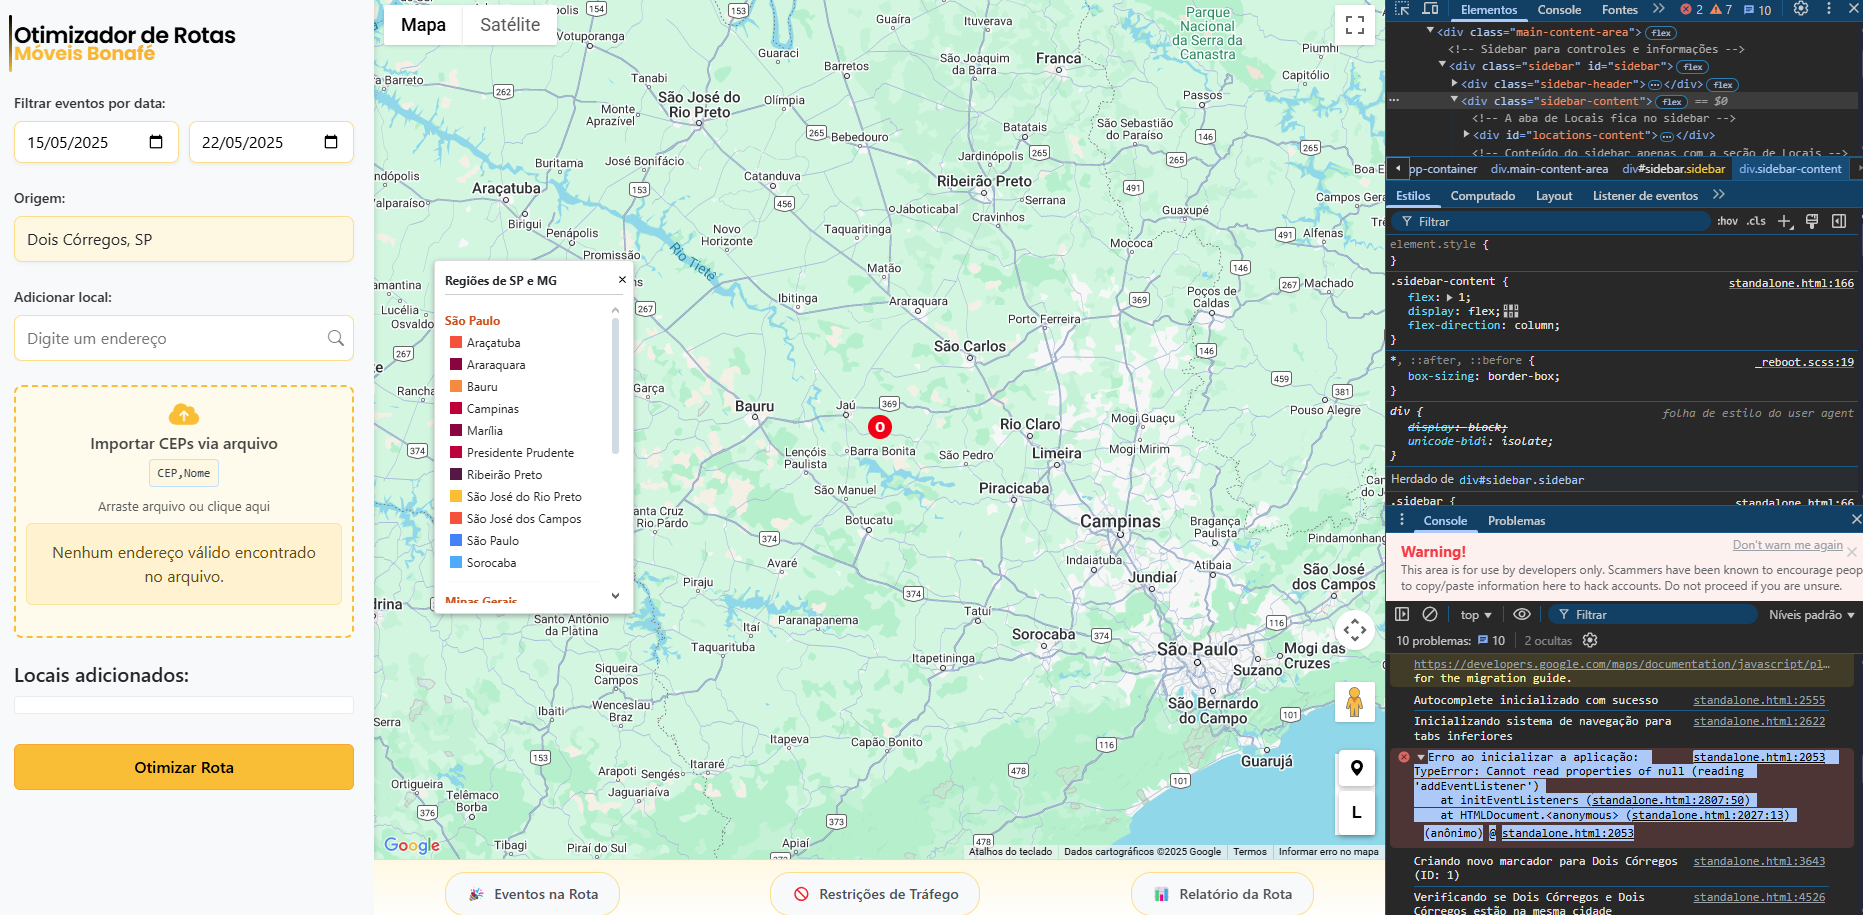 Otimizador de Rotas
Móveis Bonafé
Filtrar eventos por data:
15/05/2025
22/05/2025
Origem:
Dois Córregos, SP
Adicionar local:
Digite um endereço
Importar CEPs via arquivo
CEP,Nome
Arraste arquivo ou clique aqui
Nenhum endereço válido encontrado
no arquivo.
Locais adicionados:
Otimizar Rota
Mapa
Satélite
Regiões de SP e MG
×
São Paulo
Araçatuba
Araraquara
Bauru
Campinas
Marília
Presidente Prudente
Ribeirão Preto
São José do Rio Preto
São José dos Campos
São Paulo
Sorocaba
Minas Gerais
Votuporanga
Guaíra
Ituverava
Parque
Nacional
da Serra da
Canastra
Piumh
Guaraci
Barretos
São Joaquim
da Barra
Franca
Capitólio
Barreto
Tanabi
São José do
Rio Preto
Olímpia
Passos
Monte
Aprazível
Bebedouro
Batatais
São Sebastião
do Paraíso
Buritama
José Bonifácio
Jardinópolis
Catanduva
Ribeirão Preto
Araçatuba
Birigui
Penápolis
Promissão
Novo
Horizonte
Jaboticabal
Serrana
Cravinhos
Guaxupé
Campos Gera
Alfenas
Taquaritinga
Mococa
Rio Tietê
Matão
Poços de
Caldas
Machado
Ibitinga
Araraquara
Lucélia
Osvaldo
Porto Ferreira
São Carlos
Garça
Bauru
Jaú
O
Rio Claro
Mogi Guaçu
Mogi Mirim
Pouso Alegre
Lençóis
Paulista
Barra Bonita
São Pedro
Limeira
São Manuel
Piracicaba
Botucatu
Campinas
Bragança
Paulista
Pindamonhang
Avaré
Indaiatuba
Atibaia
Jundiaí
São José
dos Campos
Piraju
Tatuí
Santo Antônio
da Platina
Paranapanema
Taquarituba
Sorocaba
São Paulo
Mogi das
Cruzes
Suzano
Itapetininga
Siqueira
Campos
Wenceslau
Braz
Ibaiti
São Bernardo
do Campo
Itapeva
Capão Bonito
Guarujá
Itararé
Arapoti
Sengés
Jaguariaíva
Ortigueira
Telêmaco
Borba
Tibagi
Piraí do Sul
Apiaí
Google
L
Atalhos do teclado
Dados cartográficos ©2025 Google
Termos
Informar erro no mapa
Eventos na Rota
Restrições de Tráfego
Relatório da Rota
Elementos
Console
Fontes
2
7
10
<div class="main-content-area"> flex
<!-- Sidebar para controles e informações -->
<div class="sidebar" id="sidebar"> flex
<div class="sidebar-header"> … </div> flex
<div class="sidebar-content"> flex == $0
<!-- A aba de Locais fica no sidebar -->
<div id="locations-content"> … </div>
<!-- Conteúdo do sidebar apenas com a seção de Locais -->
pp-container
div.main-content-area
div#sidebar.sidebar
div.sidebar-content
Estilos
Computado
Layout
Listener de eventos
Filtrar
:hov
.cls
element.style {
}
.sidebar-content {
standalone.html:166
flex: 1;
display: flex;
flex-direction: column;
}
*, ::after, ::before {
_reboot.scss:19
box-sizing: border-box;
}
div {
folha de estilo do user agent
display: block;
unicode-bidi: isolate;
}
Herdado de div#sidebar.sidebar
.sidebar {
standalone.html:66
Console
Problemas
Don't warn me again
Warning!
This area is for use by developers only. Scammers have been known to encourage peop
to copy/paste information here to hack accounts. Do not proceed if you are unsure.
top
Filtrar
Níveis padrão
10 problemas: 10
2 ocultas
https://developers.google.com/maps/documentation/javascript/pl…
for the migration guide.
Autocomplete inicializado com sucesso
standalone.html:2555
Inicializando sistema de navegação para
standalone.html:2622
tabs inferiores
Erro ao inicializar a aplicação:
standalone.html:2053
TypeError: Cannot read properties of null (reading
'addEventListener')
at initEventListeners (standalone.html:2807:50)
at HTMLDocument.<anonymous> (standalone.html:2027:13)
(anônimo) @ standalone.html:2053
Criando novo marcador para Dois Córregos
standalone.html:3643
(ID: 1)
Verificando se Dois Córregos e Dois
standalone.html:4526
Córregos estão na mesma cidade